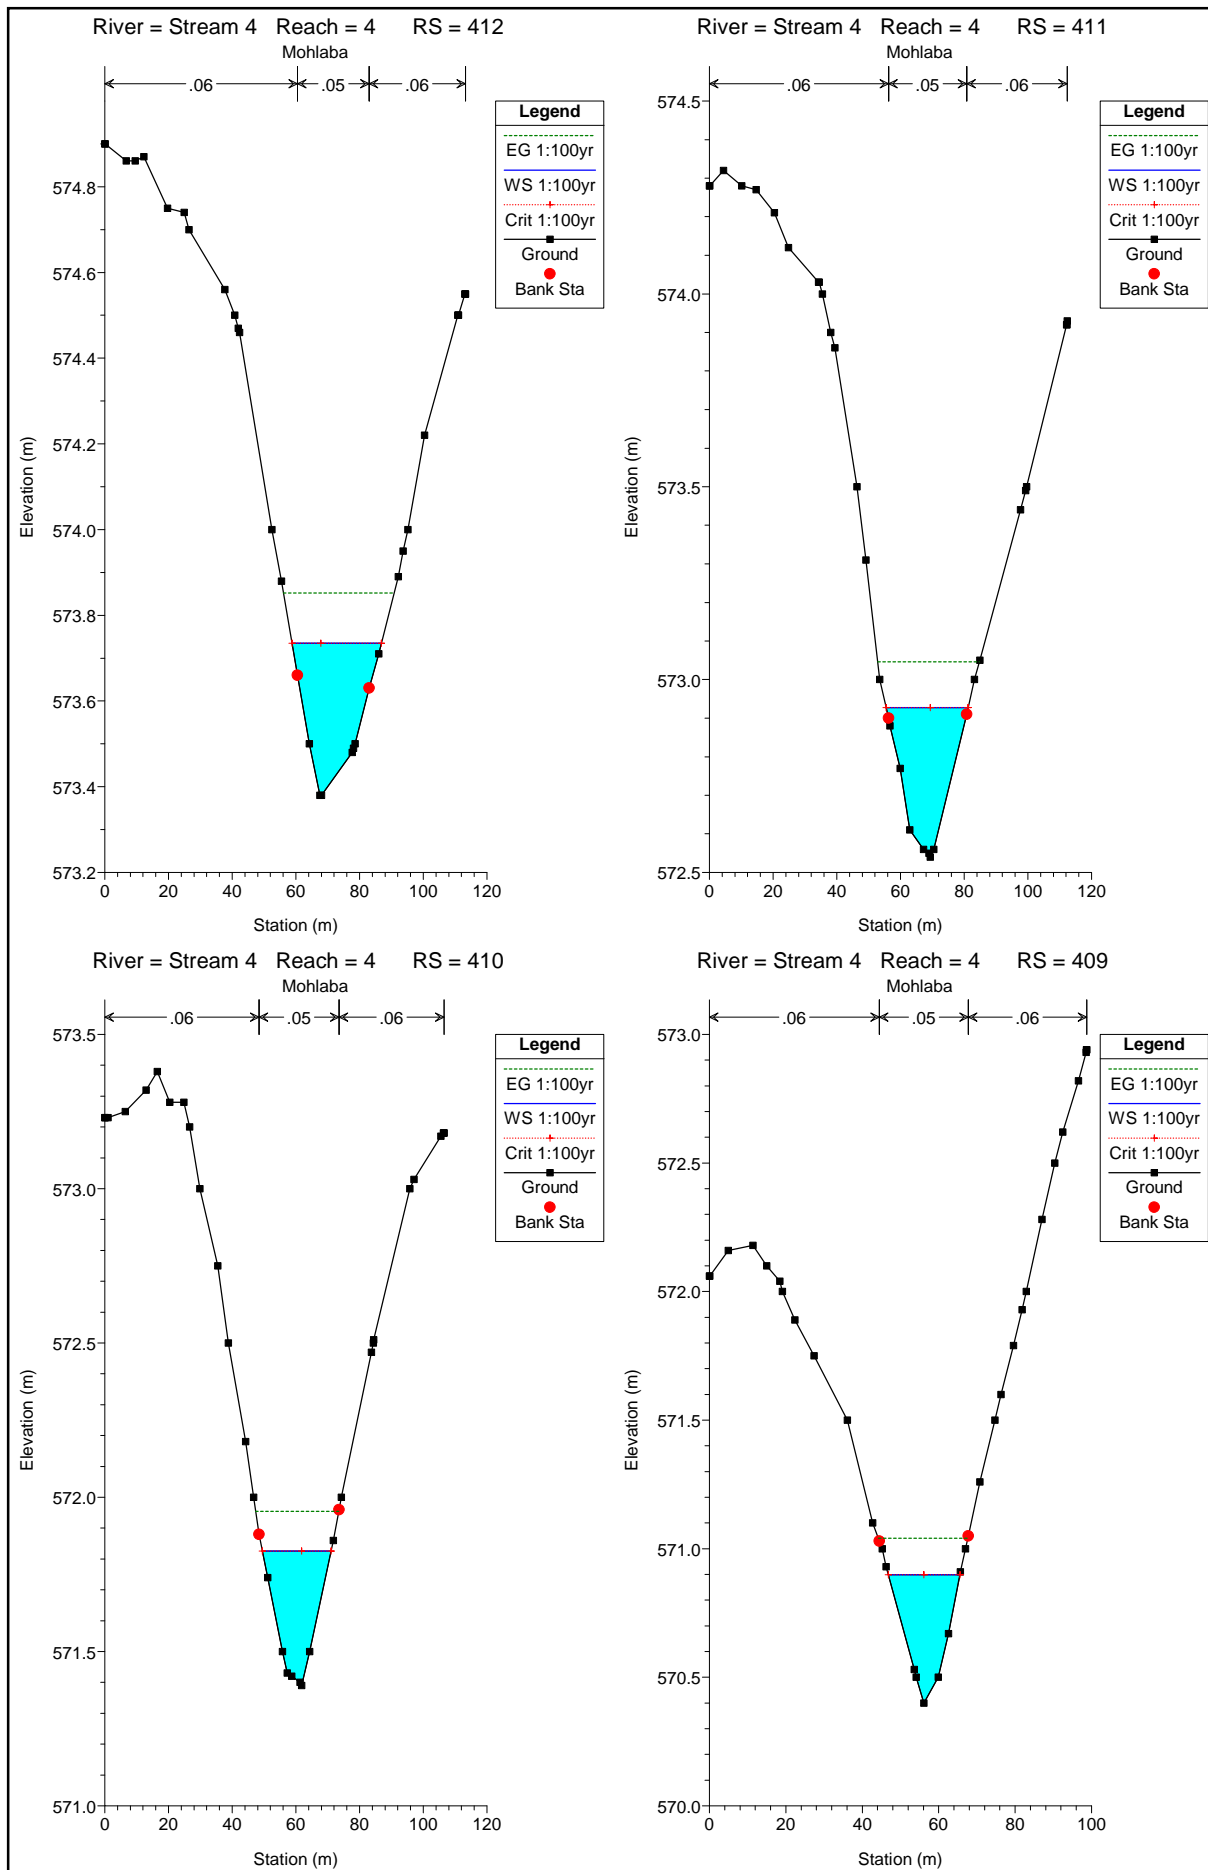 River = Stream 4 Reach = 4 RS = 412
Mohlaba
.06 .05 .06
Legend
EG 1:100yr
WS 1:100yr
Crit 1:100yr
Ground
Bank Sta
574.8
574.6
574.4
574.2
574.0
573.8
573.6
573.4
573.2
Elevation (m)
0 20 40 60 80 100 120
Station (m)
River = Stream 4 Reach = 4 RS = 411
Mohlaba
.06 .05 .06
Legend
EG 1:100yr
WS 1:100yr
Crit 1:100yr
Ground
Bank Sta
574.5
574.0
573.5
573.0
572.5
Elevation (m)
0 20 40 60 80 100 120
Station (m)
River = Stream 4 Reach = 4 RS = 410
Mohlaba
.06 .05 .06
Legend
EG 1:100yr
WS 1:100yr
Crit 1:100yr
Ground
Bank Sta
573.5
573.0
572.5
572.0
571.5
571.0
Elevation (m)
0 20 40 60 80 100 120
Station (m)
River = Stream 4 Reach = 4 RS = 409
Mohlaba
.06 .05 .06
Legend
EG 1:100yr
WS 1:100yr
Crit 1:100yr
Ground
Bank Sta
573.0
572.5
572.0
571.5
571.0
570.5
570.0
Elevation (m)
0 20 40 60 80 100
Station (m)